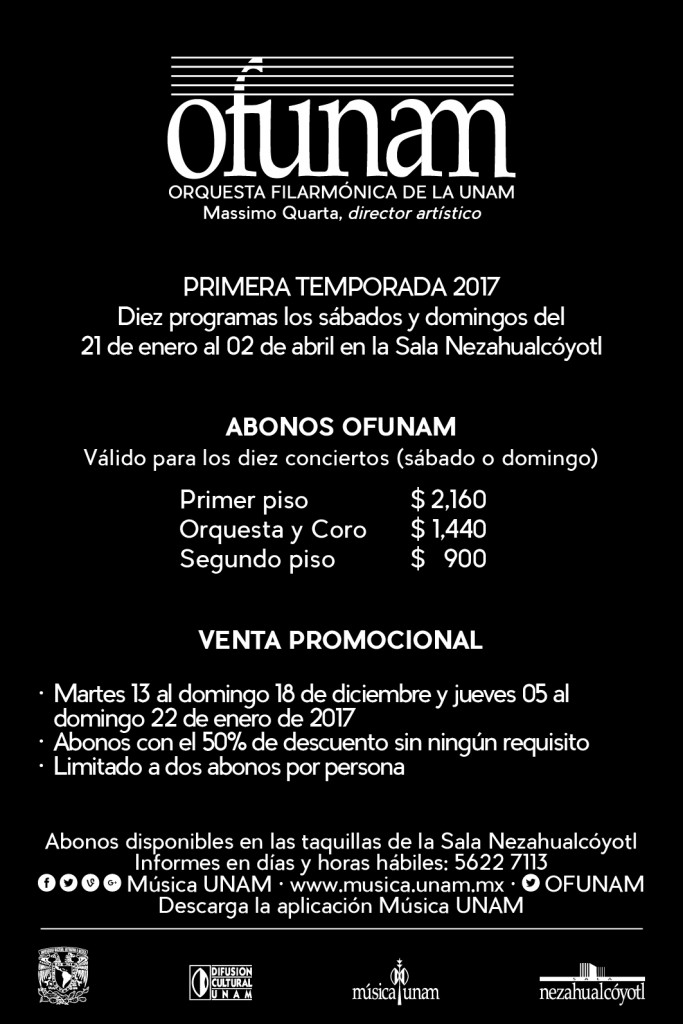 ofunam
ORQUESTA FILARMÓNICA DE LA UNAM
Massimo Quarta, director artístico
PRIMERA TEMPORADA 2017
Diez programas los sábados y domingos del
21 de enero al 02 de abril en la Sala Nezahualcóyotl
ABONOS OFUNAM
Válido para los diez conciertos (sábado o domingo)
Primer piso $ 2,160
Orquesta y Coro $ 1,440
Segundo piso $ 900
VENTA PROMOCIONAL
· Martes 13 al domingo 18 de diciembre y jueves 05 al
domingo 22 de enero de 2017
· Abonos con el 50% de descuento sin ningún requisito
· Limitado a dos abonos por persona
Abonos disponibles en las taquillas de la Sala Nezahualcóyotl
Informes en días y horas hábiles: 5622 7113
Música UNAM · www.musica.unam.mx · OFUNAM
Descarga la aplicación Música UNAM
DIFUSION
CULTURAL
UNAM
música unam
SALA
nezahualcóyotl